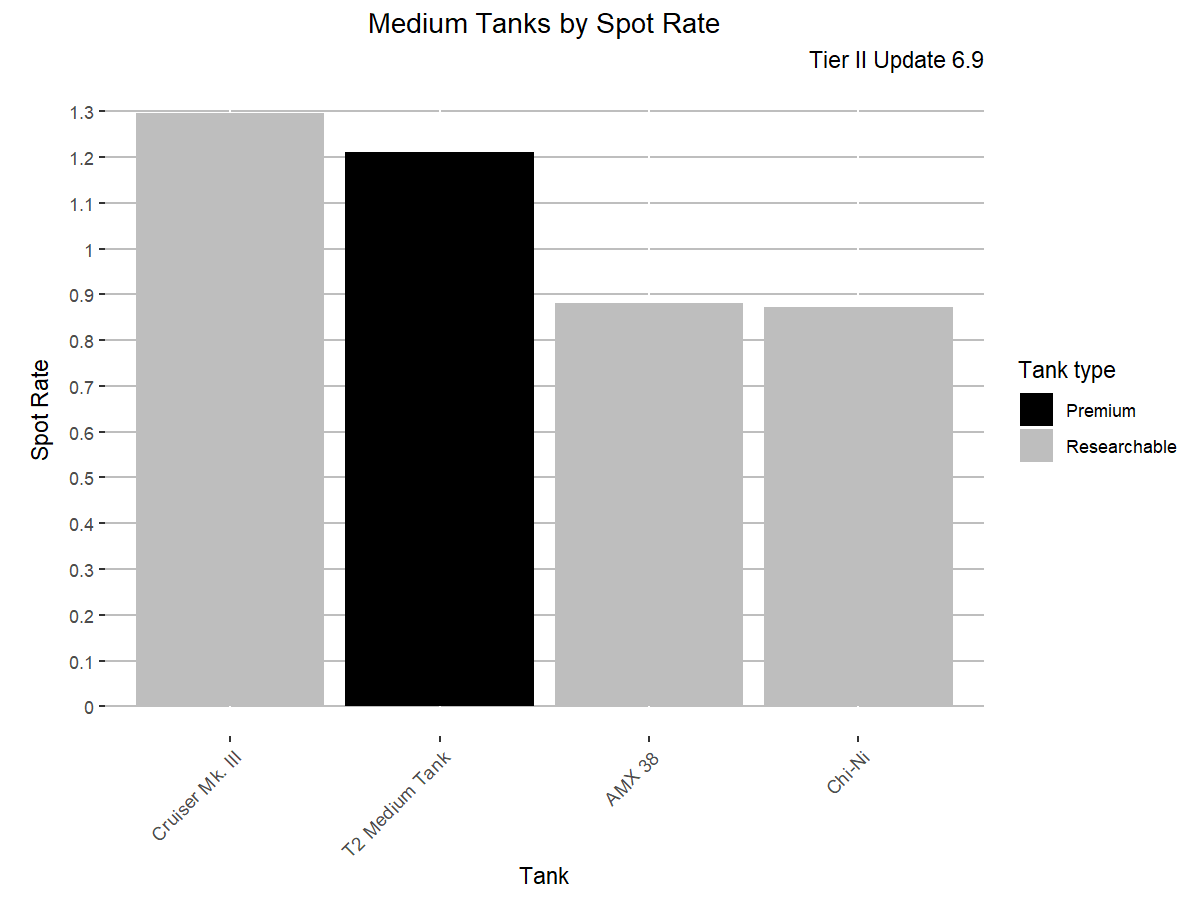 Medium Tanks by Spot Rate
Tier II Update 6.9
Spot Rate
1.3
1.2
1.1
1
0.9
0.8
0.7
0.6
0.5
0.4
0.3
0.2
0.1
0
Cruiser Mk. III
T2 Medium Tank
AMX 38
Chi-Ni
Tank
Tank type
Premium
Researchable